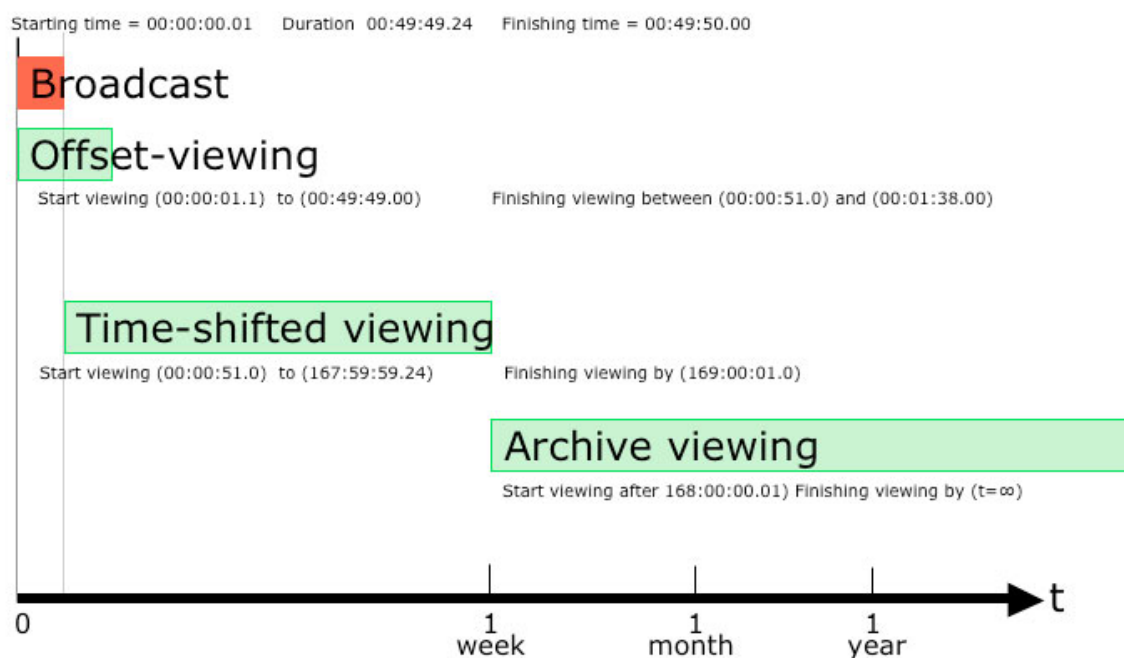 Starting time = 00:00:00.01 Duration 00:49:49.24 Finishing time = 00:49:50.00
Broadcast
Offset-viewing
Start viewing (00:00:01.1) to (00:49:49.00) Finishing viewing between (00:00:51.0) and (00:01:38.00)
Time-shifted viewing
Start viewing (00:00:51.0) to (167:59:59.24) Finishing viewing by (169:00:01.0)
Archive viewing
Start viewing after 168:00:00.01) Finishing viewing by (t=∞)
t
0 1 1 1
week month year